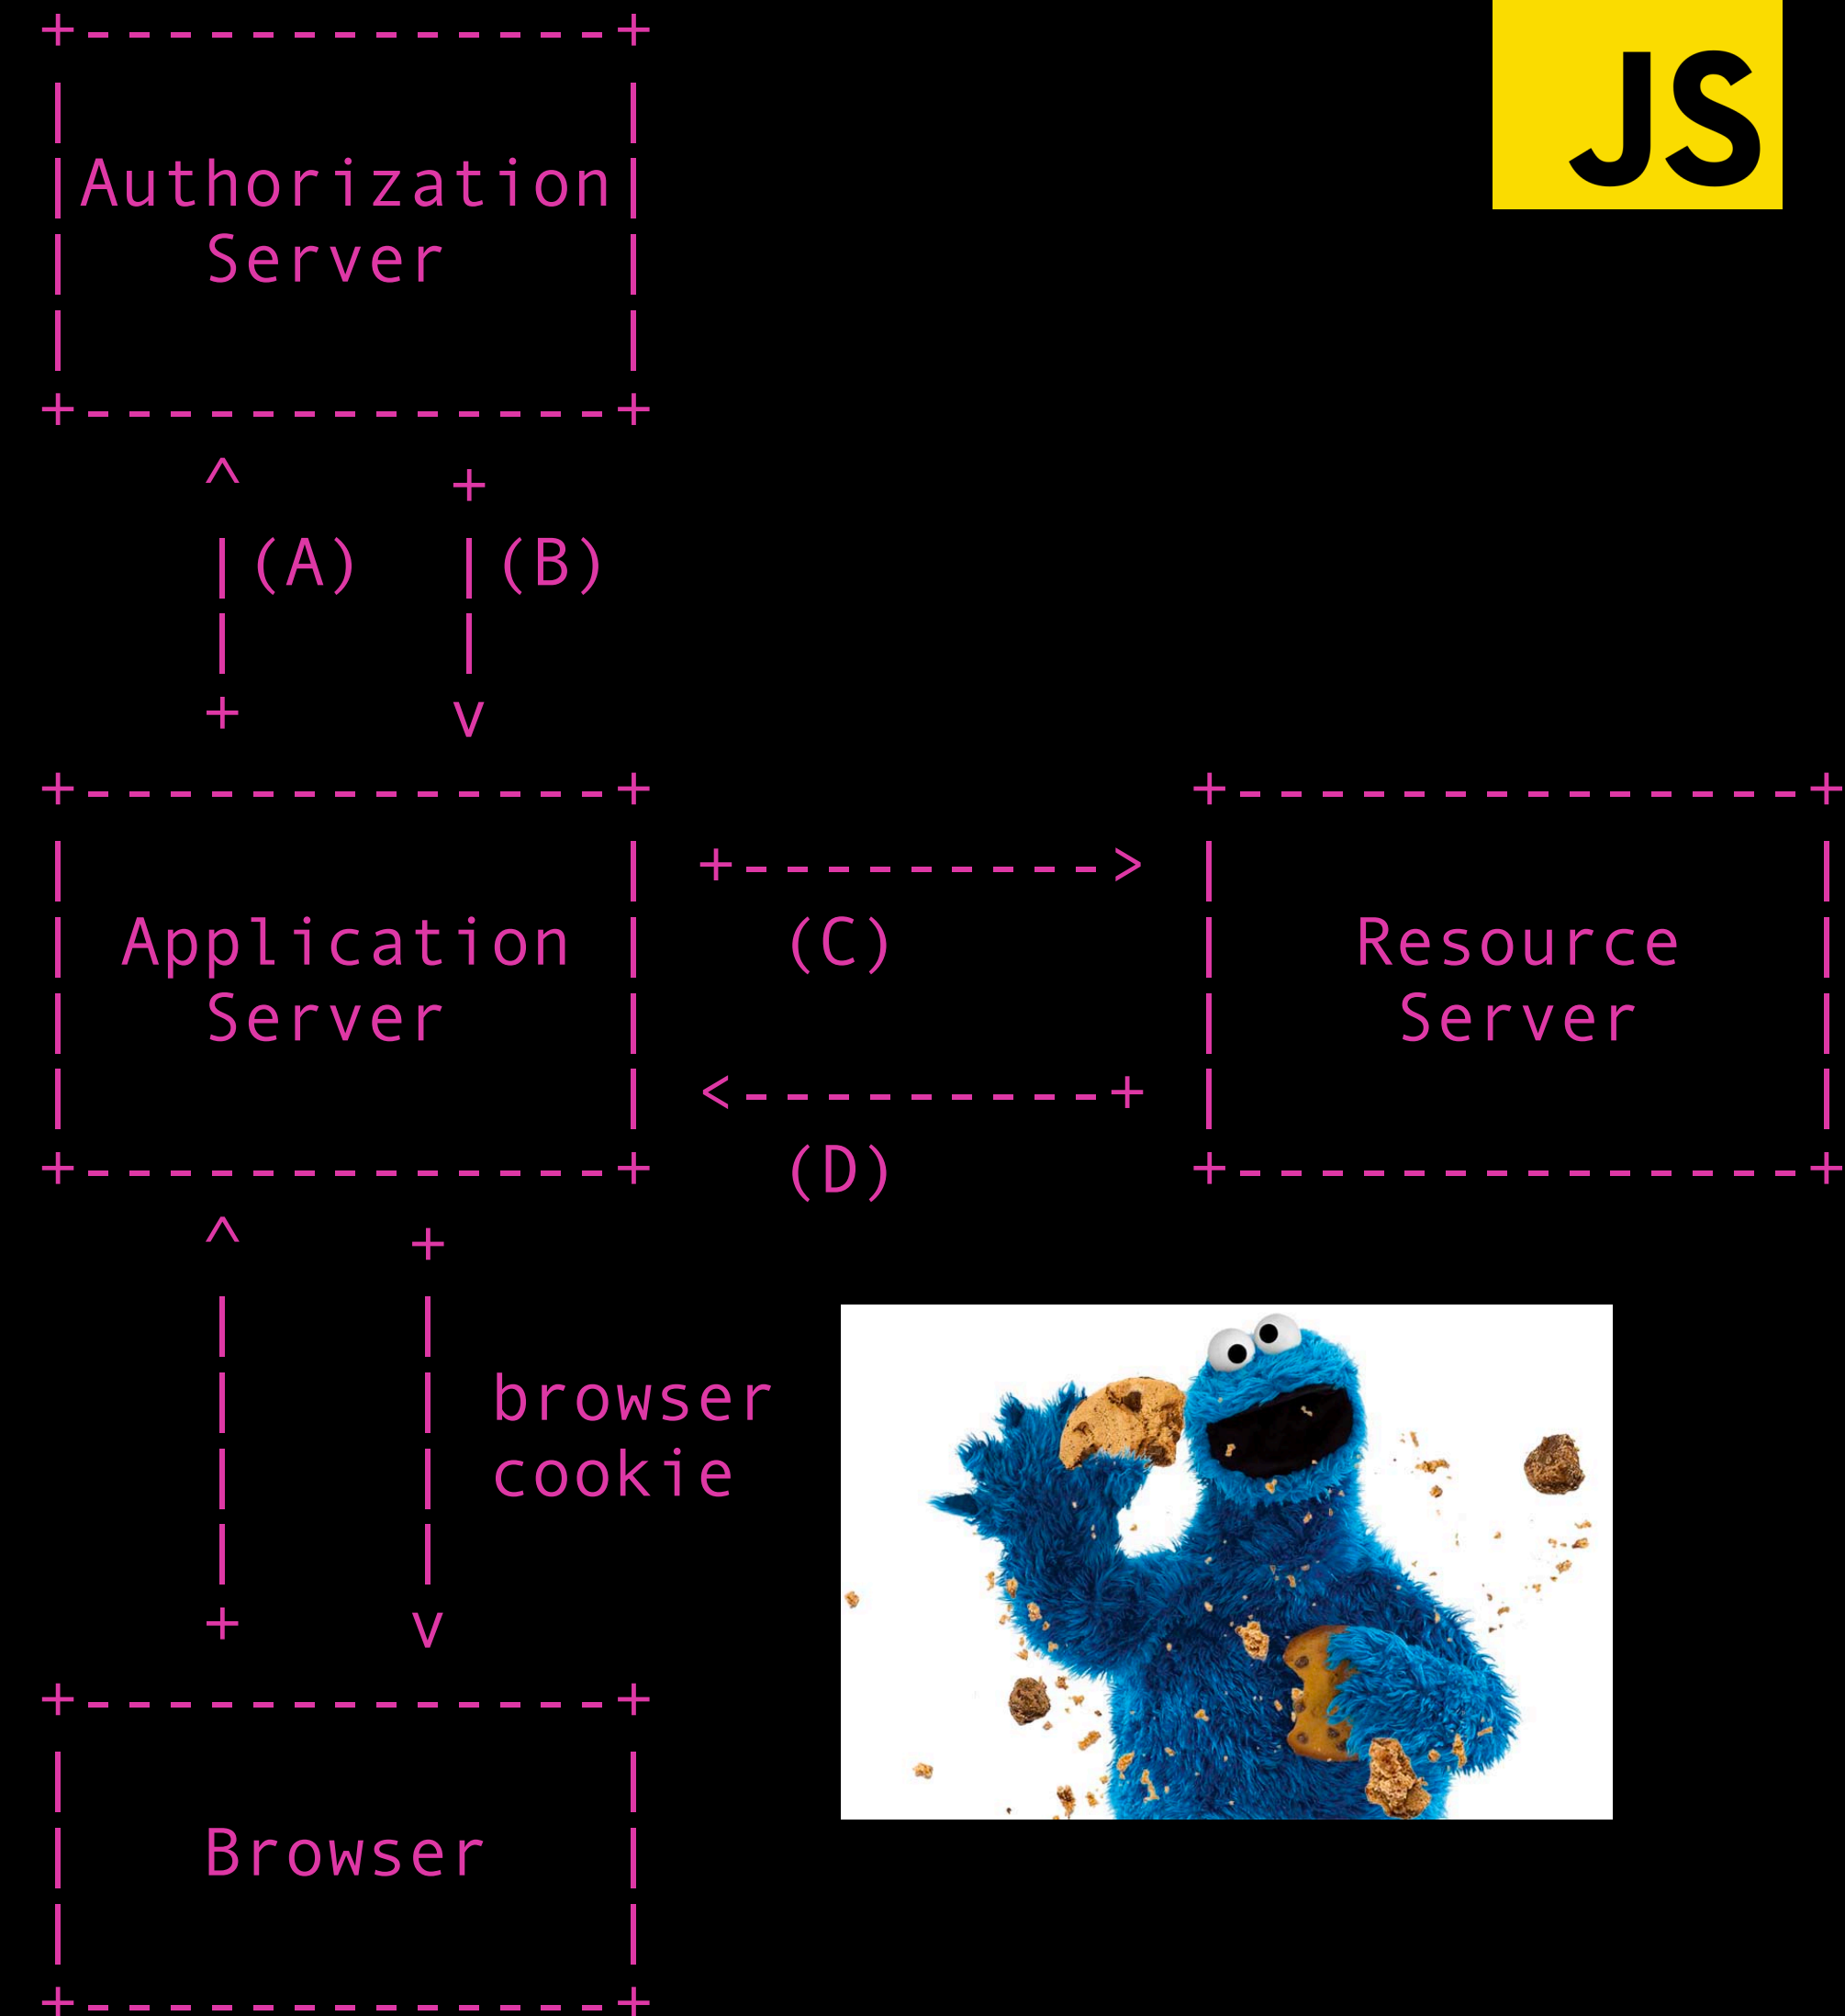 JS
Authorization
Server
(A) (B)
Application
Server
(C)
Resource
Server
(D)
browser
cookie
Browser